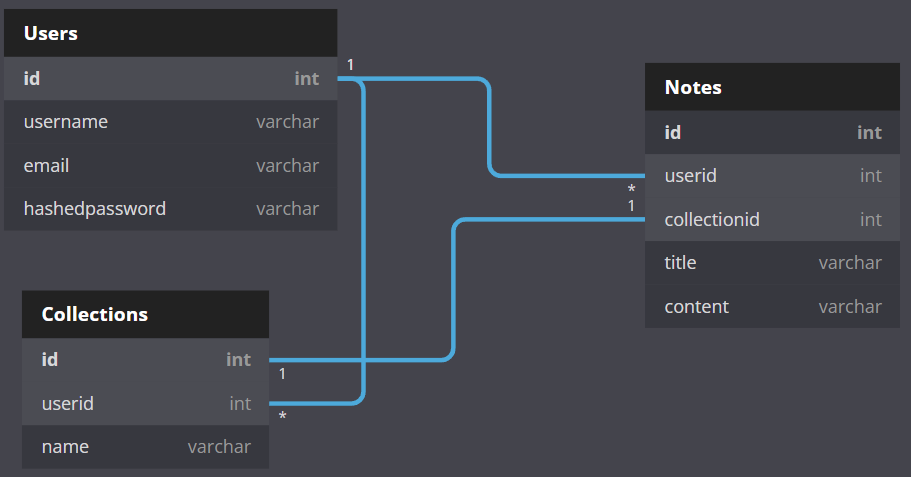 Users
id int
username varchar
email varchar
hashedpassword varchar
1
Notes
id int
userid int
collectionid int
title varchar
content varchar
*
1
Collections
id int
userid int
name varchar
1
*